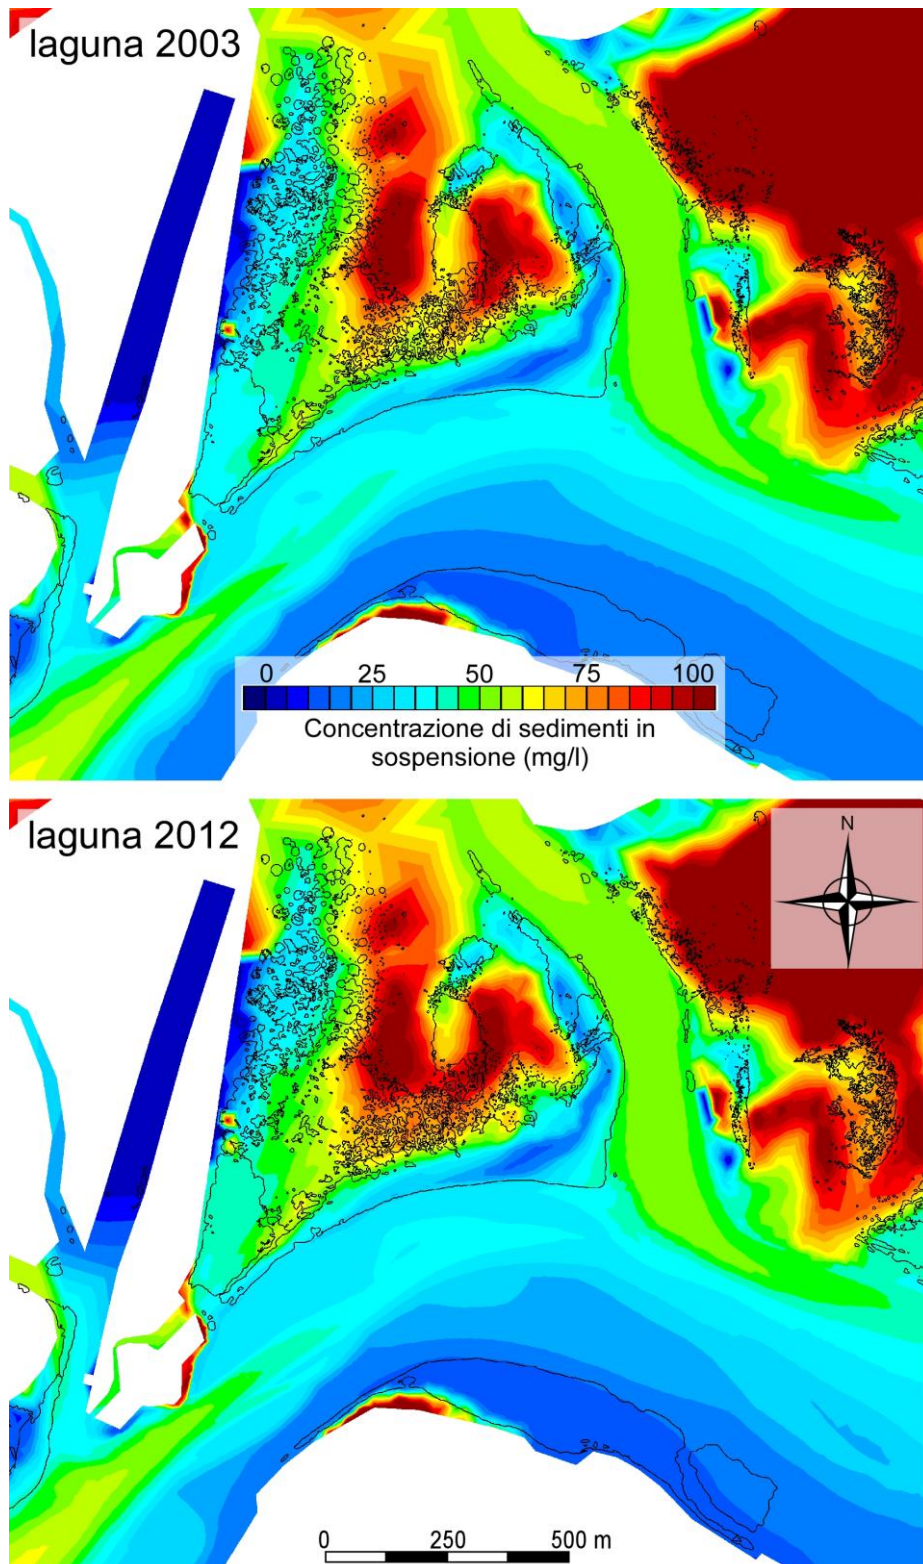 laguna 2003
0 25 50 75 100
Concentrazione di sedimenti in
sospensione (mg/l)
laguna 2012
N
0 250 500 m